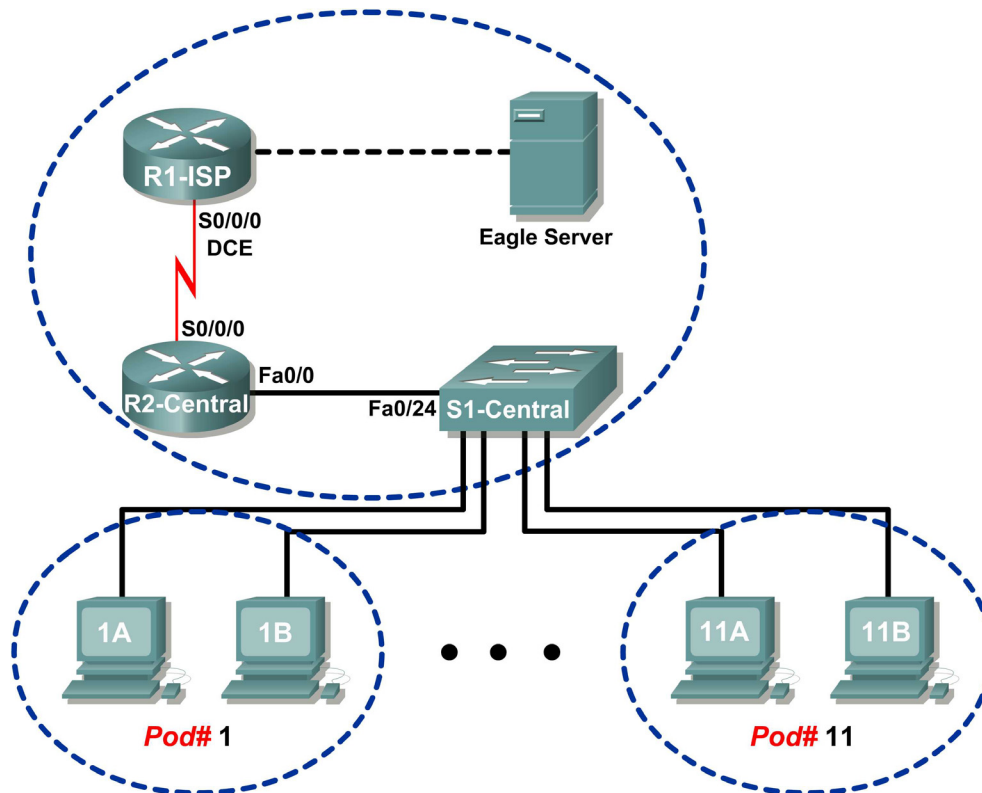 R1-ISP
S0/0/0
DCE
Eagle Server
S0/0/0
R2-Central
Fa0/0
Fa0/24
S1-Central
1A
1B
11A
11B
Pod# 1
Pod# 11